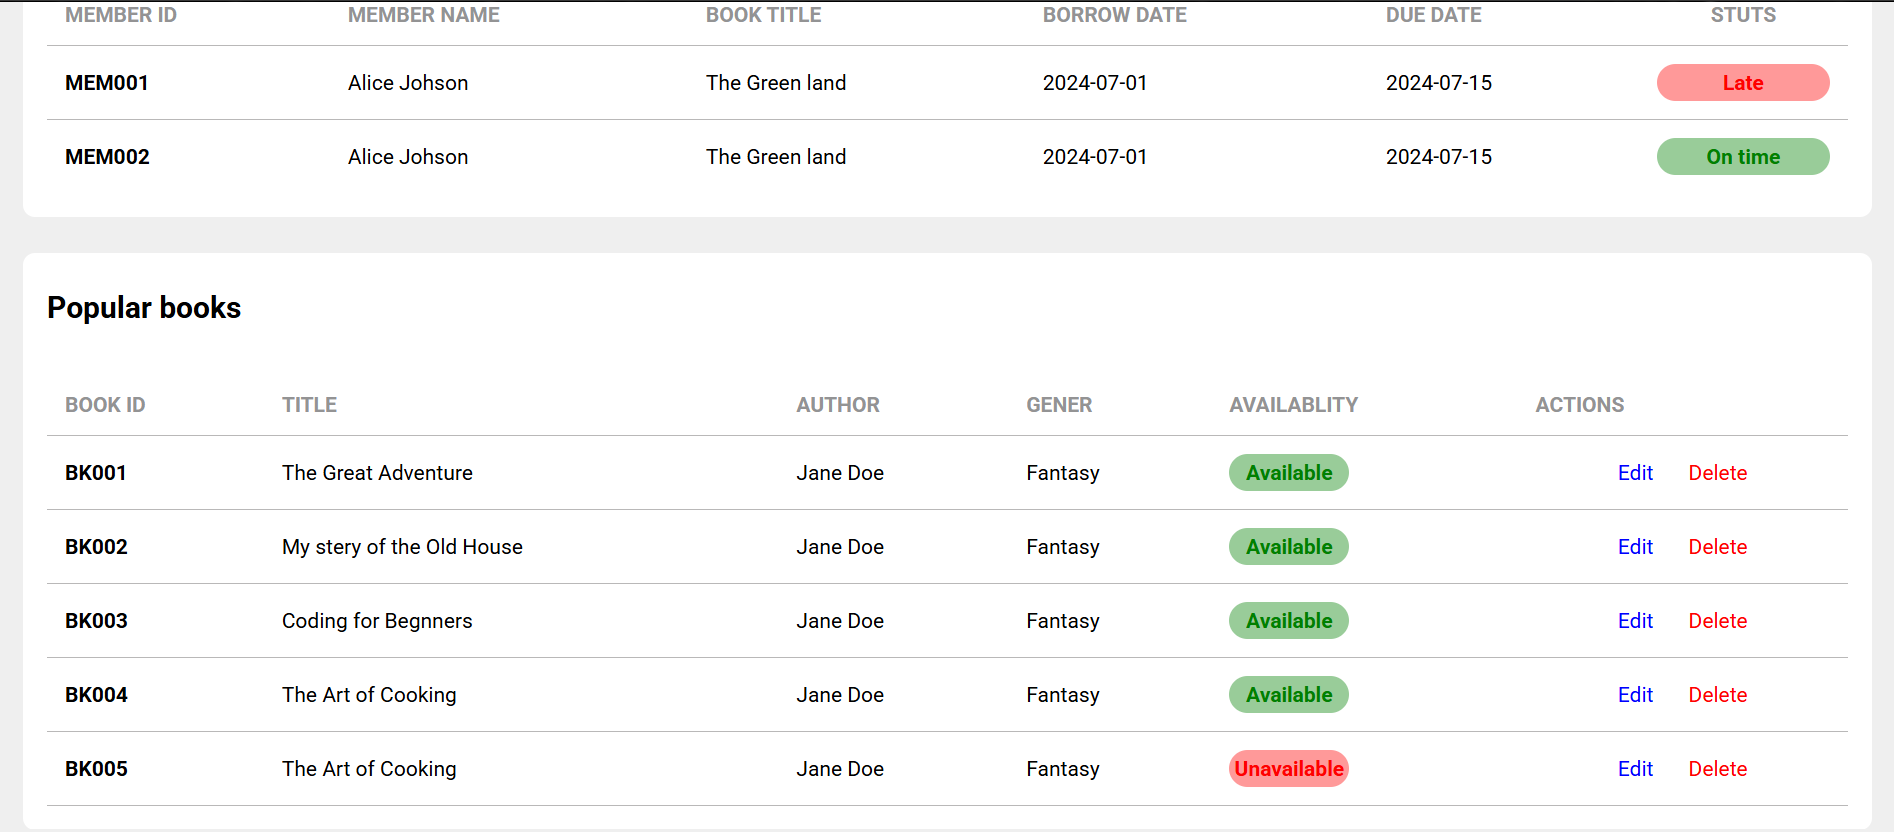 MEMBER ID MEMBER NAME BOOK TITLE BORROW DATE DUE DATE STUTS
MEM001 Alice Johson The Green land 2024-07-01 2024-07-15 Late
MEM002 Alice Johson The Green land 2024-07-01 2024-07-15 On time
Popular books
BOOK ID TITLE AUTHOR GENER AVAILABLITY ACTIONS
BK001 The Great Adventure Jane Doe Fantasy Available Edit Delete
BK002 My stery of the Old House Jane Doe Fantasy Available Edit Delete
BK003 Coding for Begnners Jane Doe Fantasy Available Edit Delete
BK004 The Art of Cooking Jane Doe Fantasy Available Edit Delete
BK005 The Art of Cooking Jane Doe Fantasy Unavailable Edit Delete